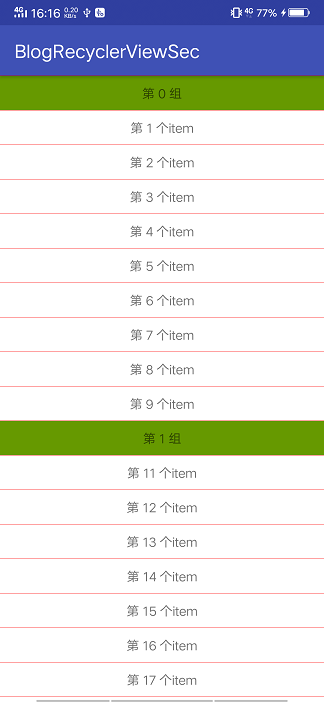 4G 16:16 0.20 KB/s 4G 77%
BlogRecyclerViewSec
第 0 组
第 1 个item
第 2 个item
第 3 个item
第 4 个item
第 5 个item
第 6 个item
第 7 个item
第 8 个item
第 9 个item
第 1 组
第 11 个item
第 12 个item
第 13 个item
第 14 个item
第 15 个item
第 16 个item
第 17 个item